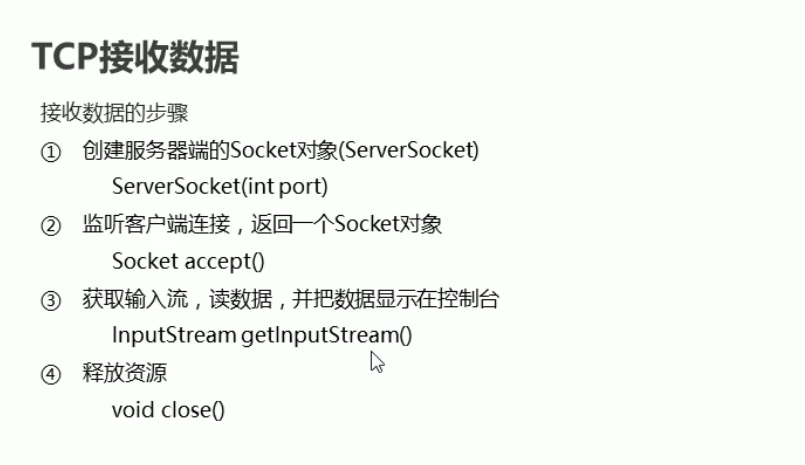 TCP接收数据
接收数据的步骤
① 创建服务器端的Socket对象(ServerSocket)
ServerSocket(int port)
② 监听客户端连接，返回一个Socket对象
Socket accept()
③ 获取输入流，读数据，并把数据显示在控制台
InputStream getInputStream()
④ 释放资源
void close()